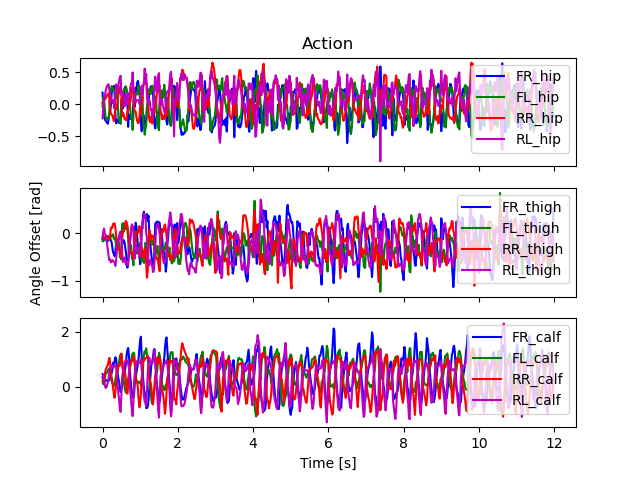 Action
0.5
0.0
−0.5
FR_hip
FL_hip
RR_hip
RL_hip
Angle Offset [rad]
0
−1
FR_thigh
FL_thigh
RR_thigh
RL_thigh
2
0
FR_calf
FL_calf
RR_calf
RL_calf
0 2 4 6 8 10 12
Time [s]